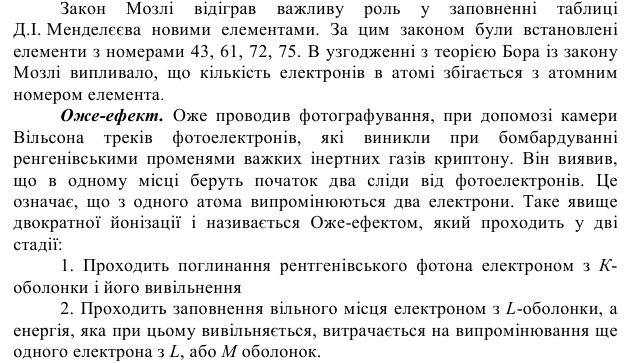 Закон Мозлі відіграв важливу роль у заповненні таблиці
Д.І. Менделєєва новими елементами. За цим законом були встановлені
елементи з номерами 43, 61, 72, 75. В узгодженні з теорією Бора із закону
Мозлі випливало, що кількість електронів в атомі збігається з атомним
номером елемента.
Оже-ефект. Оже проводив фотографування, при допомозі камери
Вільсона треків фотоелектронів, які виникли при бомбардуванні
ренгенівськими променями важких інертних газів криптону. Він виявив,
що в одному місці беруть початок два сліди від фотоелектронів. Це
означає, що з одного атома випромінюються два електрони. Таке явище
двократної йонізації і називається Оже-ефектом, який проходить у дві
стадії:
1. Проходить поглинання рентгенівського фотона електроном з К-
оболонки і його вивільнення
2. Проходить заповнення вільного місця електроном з L-оболонки, а
енергія, яка при цьому вивільняється, витрачається на випромінювання ще
одного електрона з L, або M оболонок.